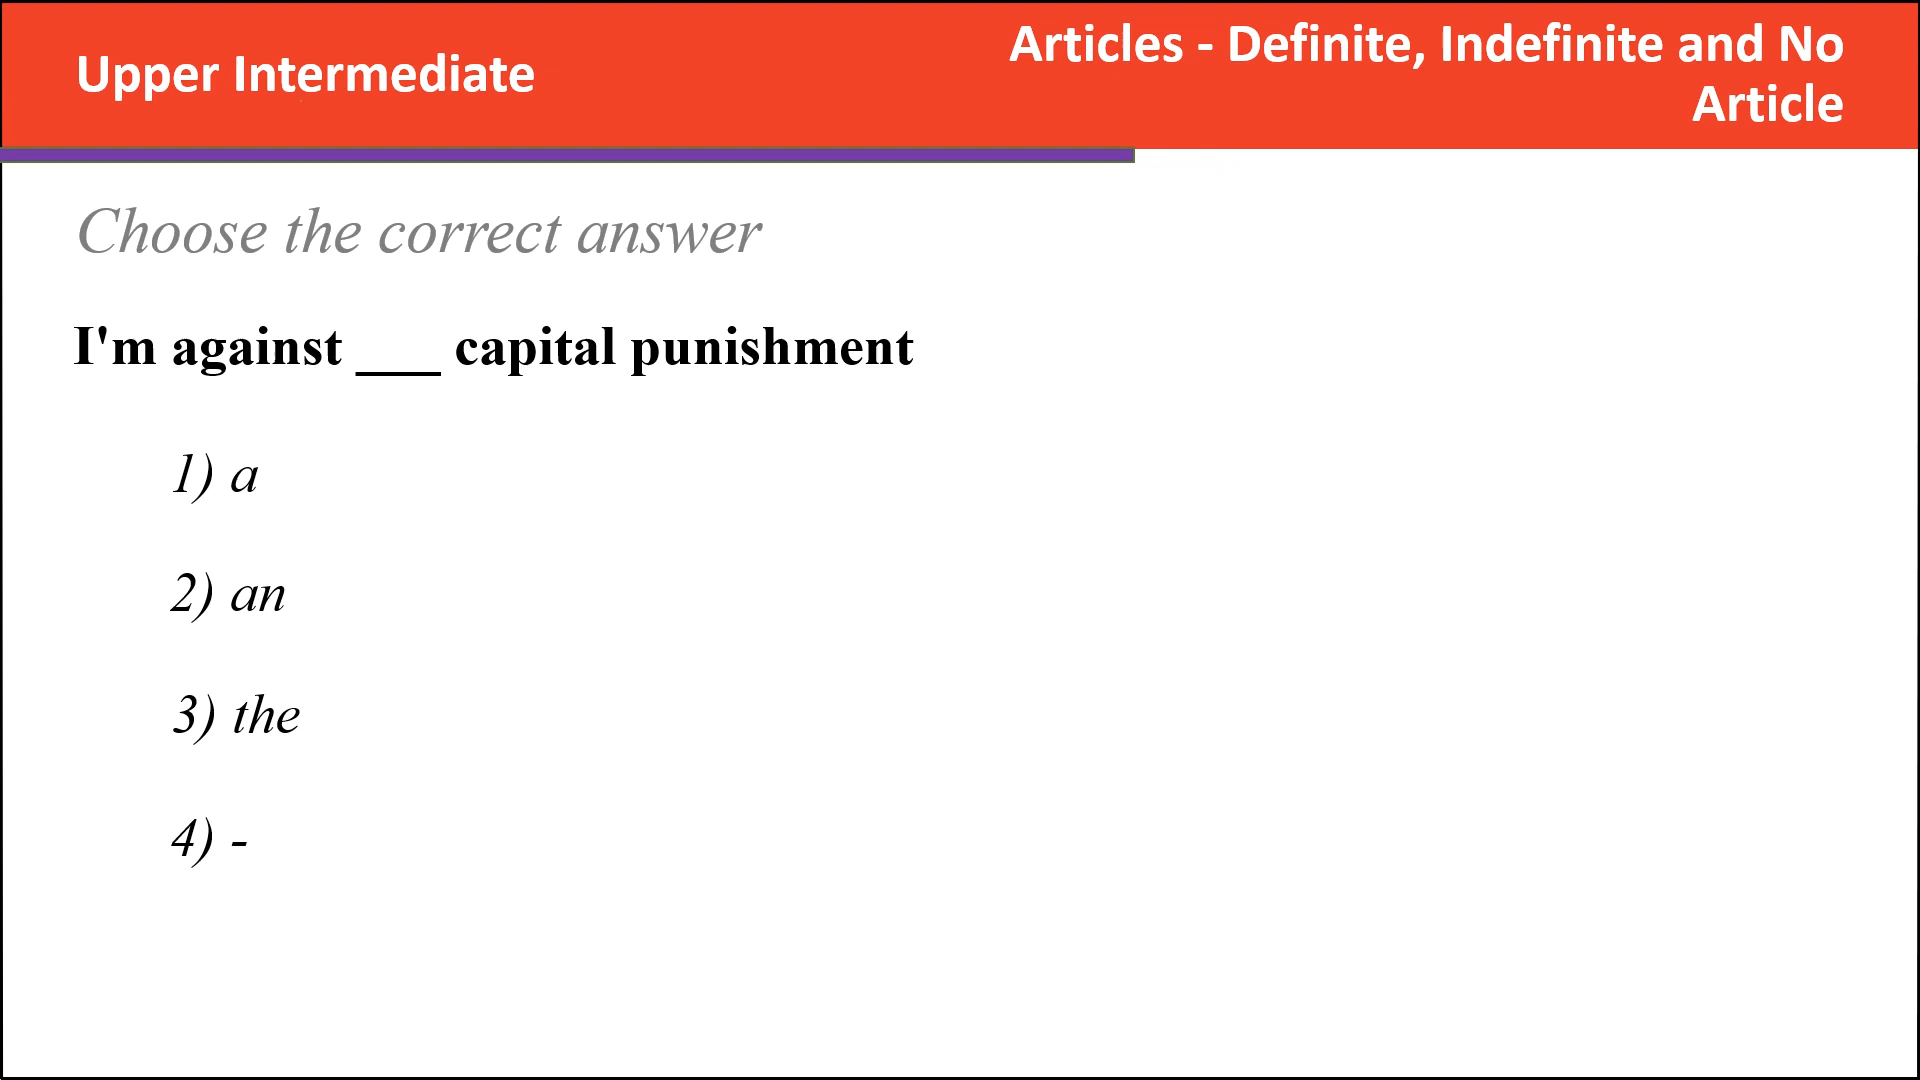 Upper Intermediate
Articles - Definite, Indefinite and No
Article
Choose the correct answer
I'm against ___ capital punishment
1) a
2) an
3) the
4) -